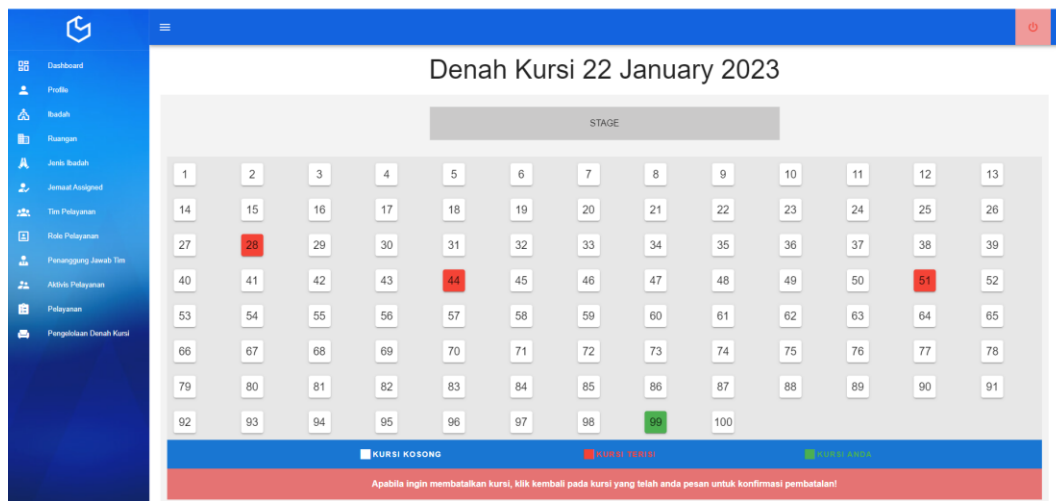 Denah Kursi 22 January 2023
Dashboard
Profile
Ibadah
Ruangan
Jenis Ibadah
Jemaat Assigned
Tim Pelayanan
Role Pelayanan
Penanggung Jawab Tim
Aktivis Pelayanan
Pelayanan
Pengelolaan Denah Kursi
STAGE
1 2 3 4 5 6 7 8 9 10 11 12 13
14 15 16 17 18 19 20 21 22 23 24 25 26
27 28 29 30 31 32 33 34 35 36 37 38 39
40 41 42 43 44 45 46 47 48 49 50 51 52
53 54 55 56 57 58 59 60 61 62 63 64 65
66 67 68 69 70 71 72 73 74 75 76 77 78
79 80 81 82 83 84 85 86 87 88 89 90 91
92 93 94 95 96 97 98 99 100
KURSI KOSONG KURSI TERISI KURSI ANDA
Apabila ingin membatalkan kursi, klik kembali pada kursi yang telah anda pesan untuk konfirmasi pembatalan!